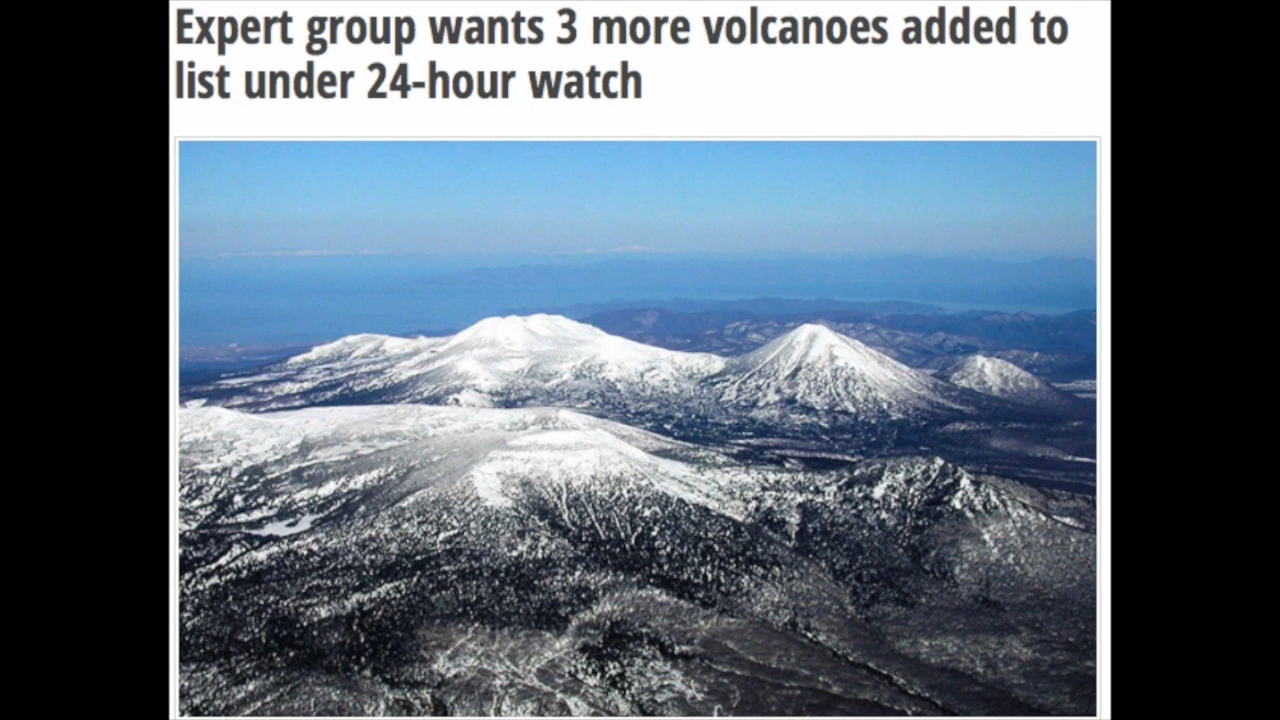 Expert group wants 3 more volcanoes added to
list under 24-hour watch